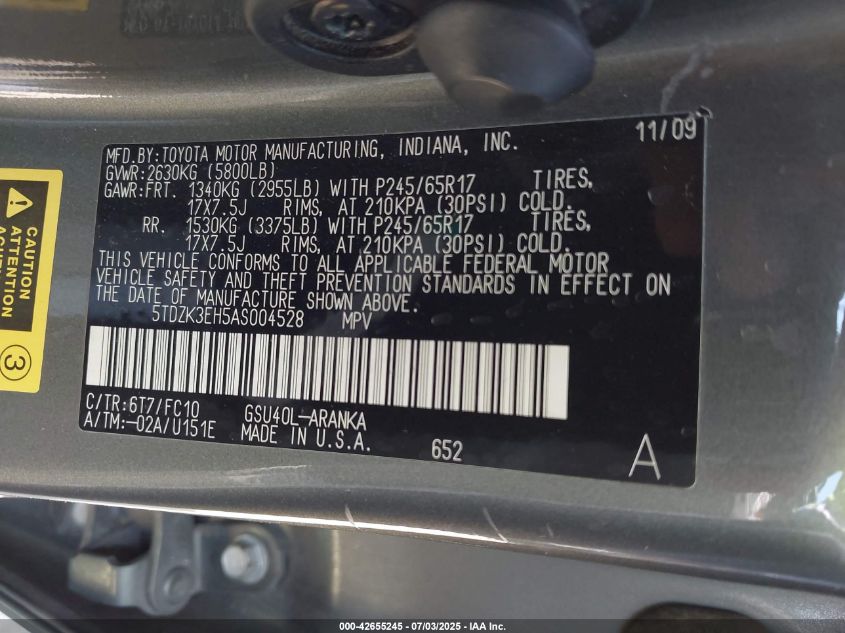 11/09
MFD.BY:TOYOTA MOTOR MANUFACTURING, INDIANA, INC.
GVWR:2630KG (5800LB)
GAWR:FRT. 1340KG (2955LB) WITH P245/65R17 TIRES,
17X7.5J RIMS, AT 210KPA (30PSI) COLD.
RR. 1530KG (3375LB) WITH P245/65R17 TIRES,
17X7.5J RIMS, AT 210KPA (30PSI) COLD.
THIS VEHICLE CONFORMS TO ALL APPLICABLE FEDERAL MOTOR
VEHICLE SAFETY AND THEFT PREVENTION STANDARDS IN EFFECT ON
THE DATE OF MANUFACTURE SHOWN ABOVE.
5TDZK3EH5AS004528 MPV
C/TR:6T7/FC10 GSU40L-ARANKA
A/TM:-02A/U151E MADE IN U.S.A.
652
A
CAUTION
ATTENTION
3
000-42655245 - 07/03/2025 - IAA Inc.